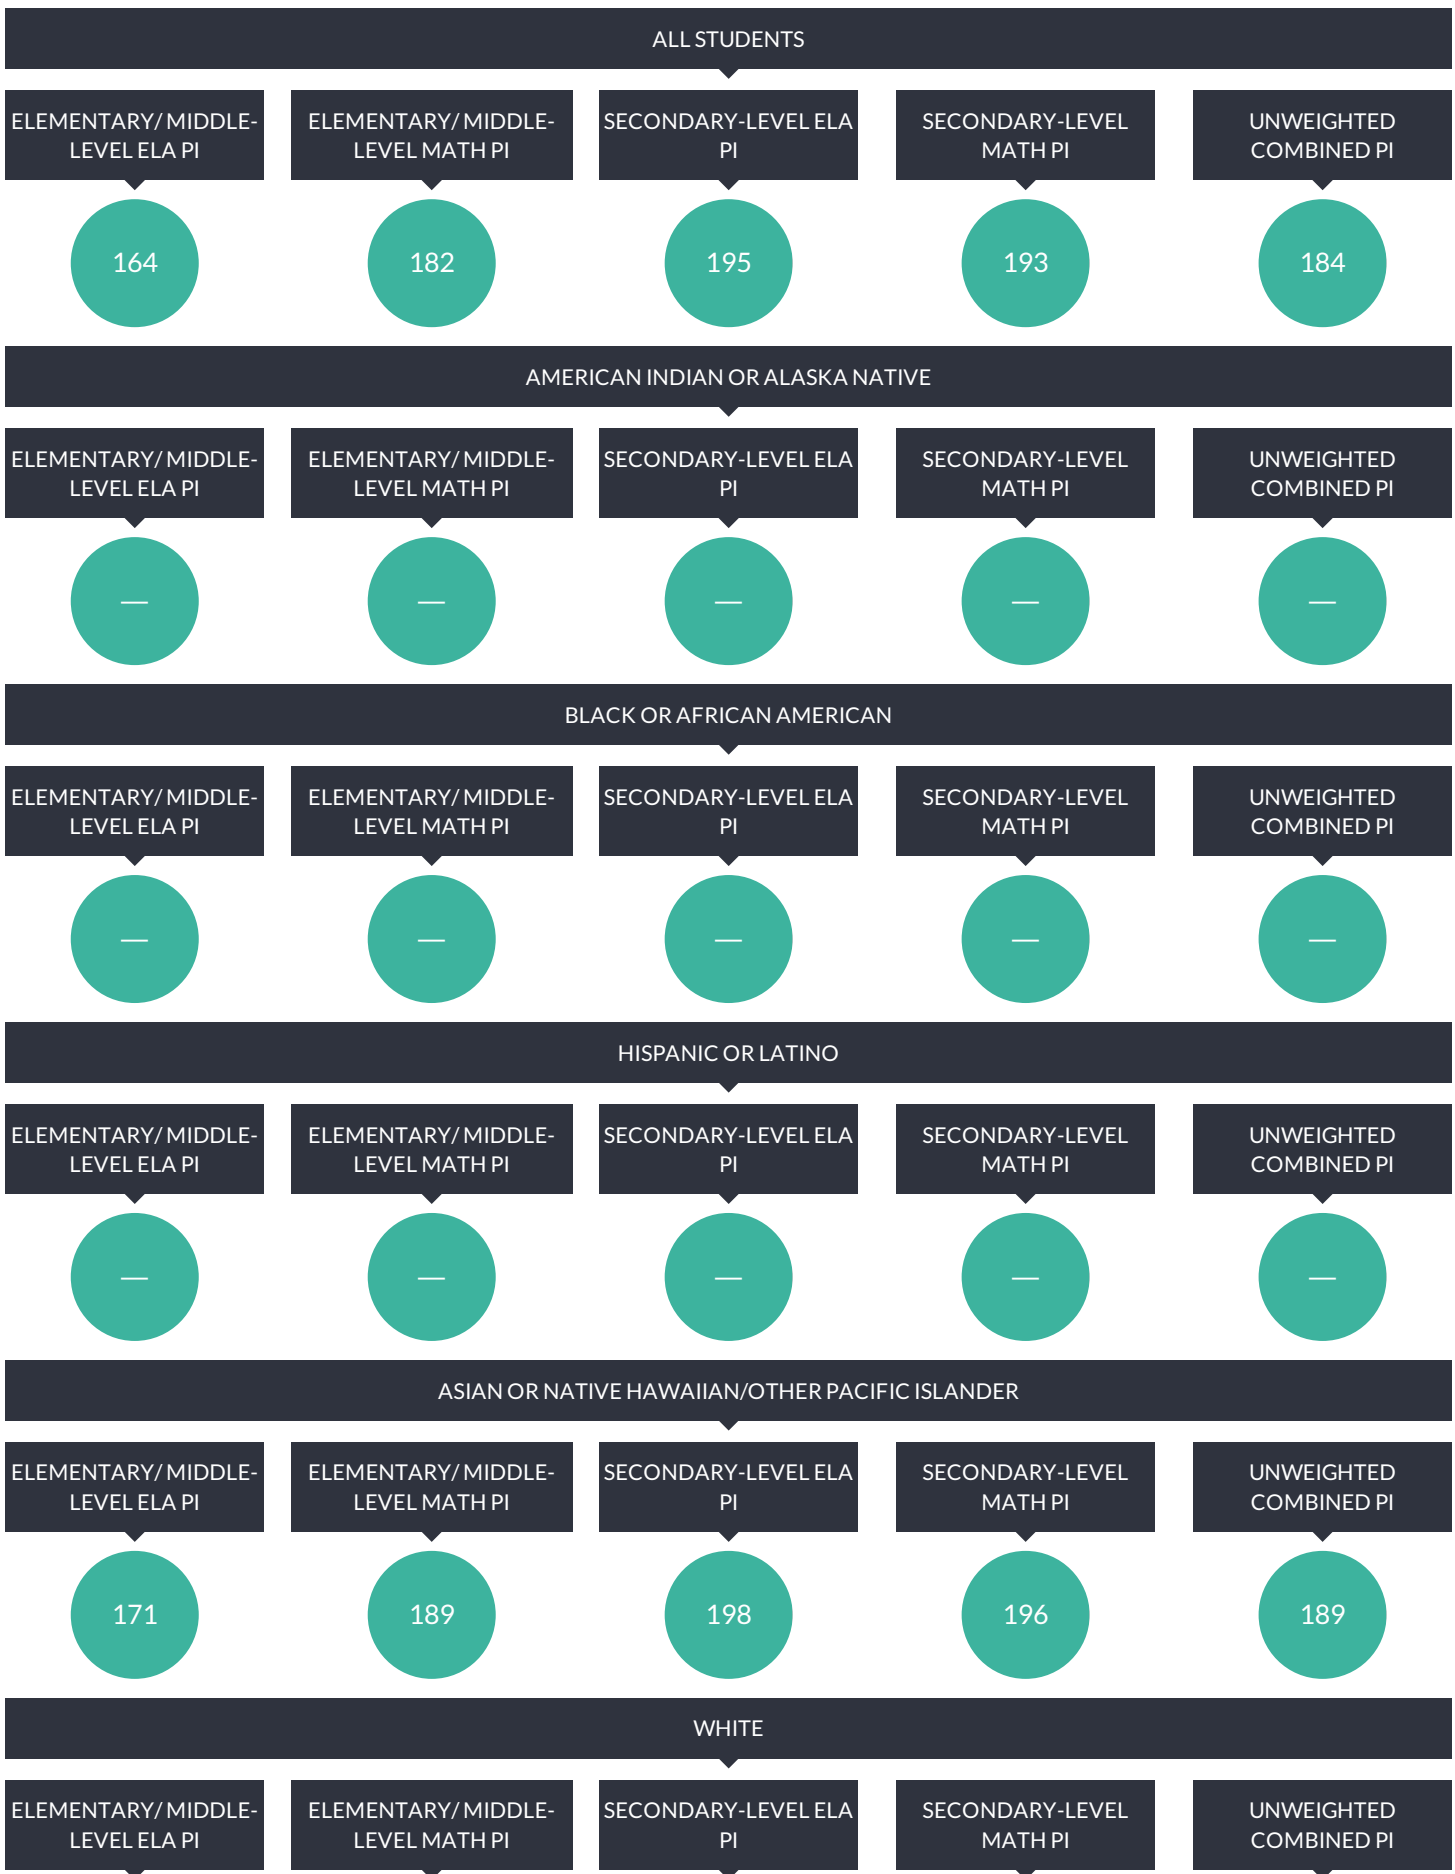 ALL STUDENTS
ELEMENTARY/ MIDDLE-
LEVEL ELA PI
ELEMENTARY/ MIDDLE-
LEVEL MATH PI
SECONDARY-LEVEL ELA
PI
SECONDARY-LEVEL
MATH PI
UNWEIGHTED
COMBINED PI
164
182
195
193
184
AMERICAN INDIAN OR ALASKA NATIVE
ELEMENTARY/ MIDDLE-
LEVEL ELA PI
ELEMENTARY/ MIDDLE-
LEVEL MATH PI
SECONDARY-LEVEL ELA
PI
SECONDARY-LEVEL
MATH PI
UNWEIGHTED
COMBINED PI
—
—
—
—
—
BLACK OR AFRICAN AMERICAN
ELEMENTARY/ MIDDLE-
LEVEL ELA PI
ELEMENTARY/ MIDDLE-
LEVEL MATH PI
SECONDARY-LEVEL ELA
PI
SECONDARY-LEVEL
MATH PI
UNWEIGHTED
COMBINED PI
—
—
—
—
—
HISPANIC OR LATINO
ELEMENTARY/ MIDDLE-
LEVEL ELA PI
ELEMENTARY/ MIDDLE-
LEVEL MATH PI
SECONDARY-LEVEL ELA
PI
SECONDARY-LEVEL
MATH PI
UNWEIGHTED
COMBINED PI
—
—
—
—
—
ASIAN OR NATIVE HAWAIIAN/OTHER PACIFIC ISLANDER
ELEMENTARY/ MIDDLE-
LEVEL ELA PI
ELEMENTARY/ MIDDLE-
LEVEL MATH PI
SECONDARY-LEVEL ELA
PI
SECONDARY-LEVEL
MATH PI
UNWEIGHTED
COMBINED PI
171
189
198
196
189
WHITE
ELEMENTARY/ MIDDLE-
LEVEL ELA PI
ELEMENTARY/ MIDDLE-
LEVEL MATH PI
SECONDARY-LEVEL ELA
PI
SECONDARY-LEVEL
MATH PI
UNWEIGHTED
COMBINED PI